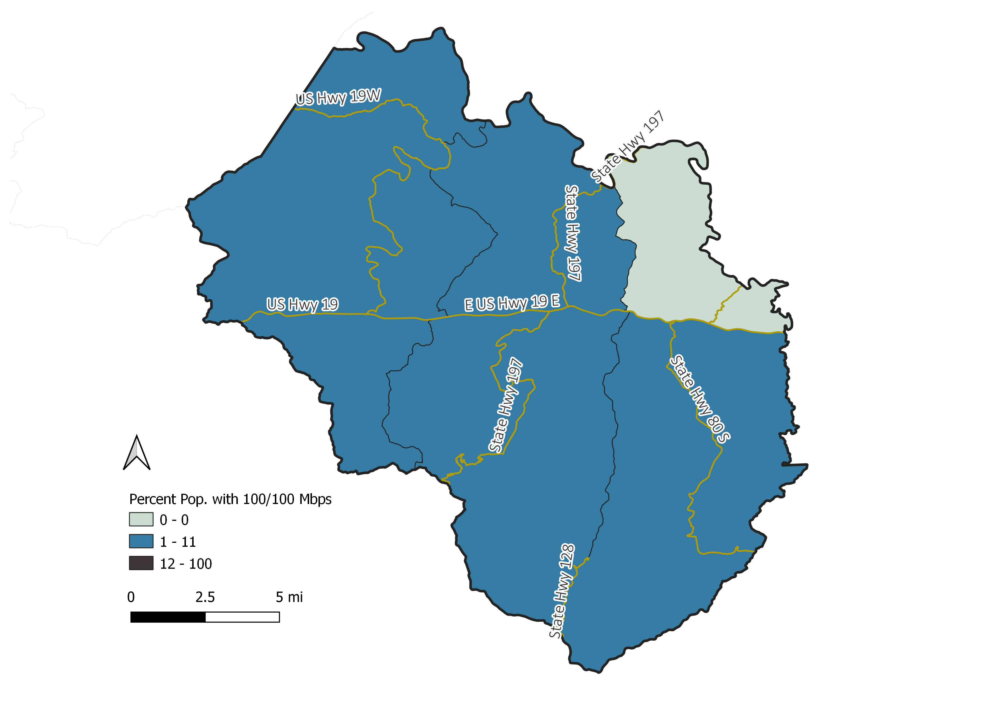 US Hwy 19W
State Hwy 197
State Hwy 197
US Hwy 19
E US Hwy 19 E
State Hwy 197
State Hwy 80 S
State Hwy 128
Percent Pop. with 100/100 Mbps
0 - 0
1 - 11
12 - 100
0 2.5 5 mi